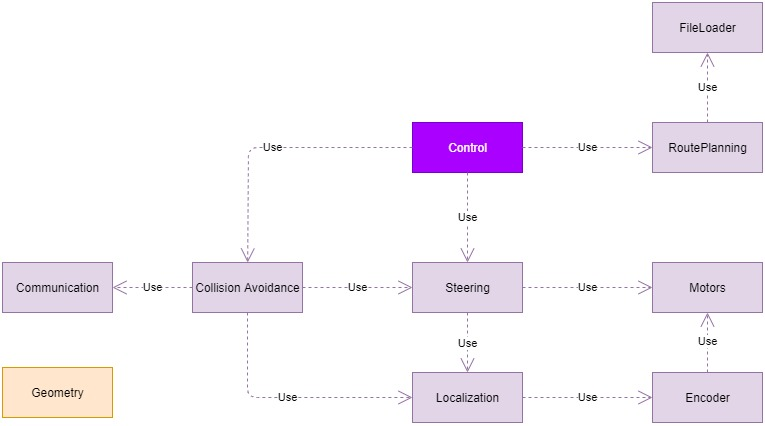 FileLoader
Use
Use
Control
Use
RoutePlanning
Use
Communication
Use
Collision Avoidance
Use
Steering
Use
Motors
Use
Use
Geometry
Use
Localization
Use
Encoder